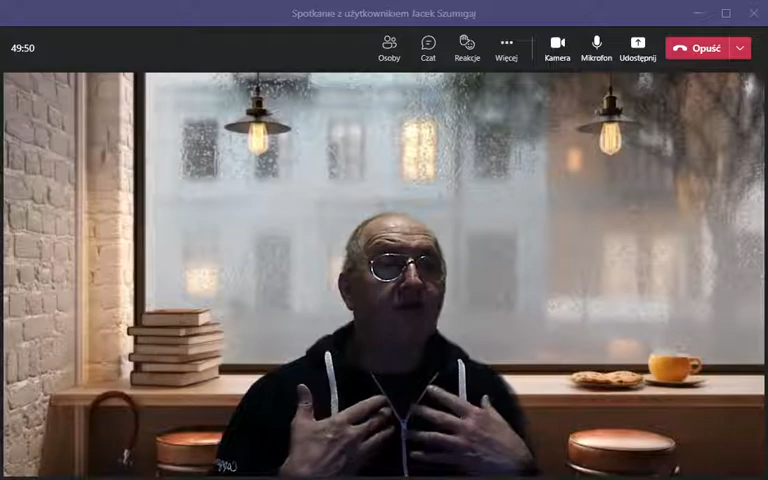 Spotkanie z użytkownikiem Jacek Szumigaj
49:50
Osoby
Czat
Reakcje
Więcej
Kamera
Mikrofon
Udostępnij
Opuść